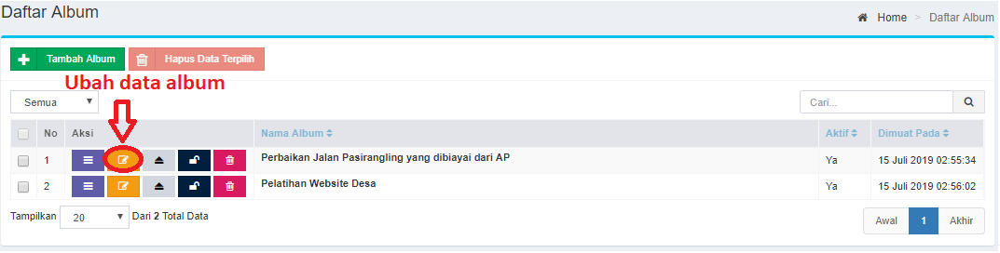 Daftar Album
Home > Daftar Album
Tambah Album
Hapus Data Terpilih
Ubah data album
Semua
Cari...
No Aksi Nama Album Aktif Dimuat Pada
1 Perbaikan Jalan Pasirangling yang dibiayai dari AP Ya 15 Juli 2019 02:55:34
2 Pelatihan Website Desa Ya 15 Juli 2019 02:56:02
Tampilkan 20 Dari 2 Total Data
Awal 1 Akhir